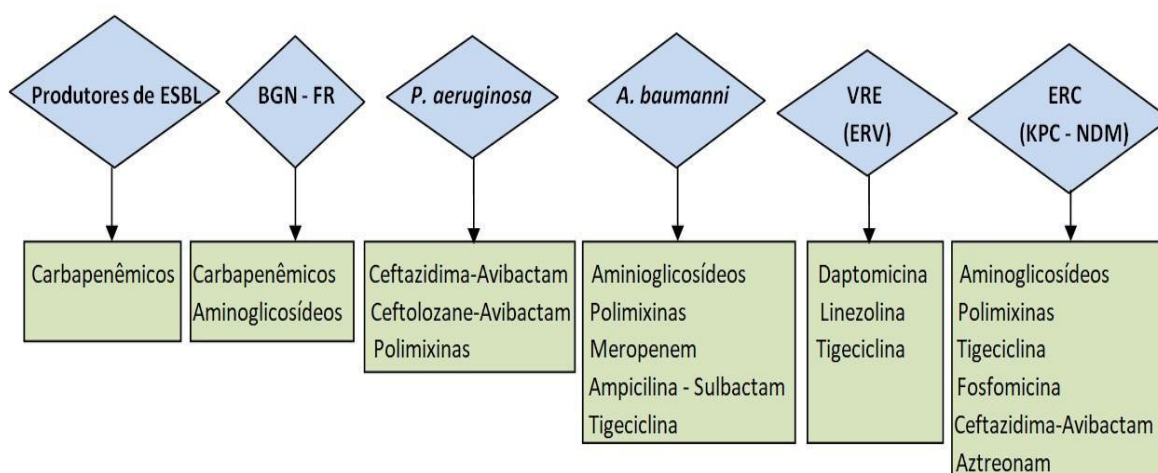 Produtores de ESBL
BGN - FR
P. aeruginosa
A. baumanni
VRE
(ERV)
ERC
(KPC - NDM)
Carbapenêmicos
Carbapenêmicos
Aminoglicosídeos
Ceftazidima-Avibactam
Ceftolozane-Avibactam
Polimixinas
Aminioglicosídeos
Polimixinas
Meropenem
Ampicilina - Sulbactam
Tigeciclina
Daptomicina
Linezolina
Tigeciclina
Aminoglicosídeos
Polimixinas
Tigeciclina
Fosfomicina
Ceftazidima-Avibactam
Aztreonam